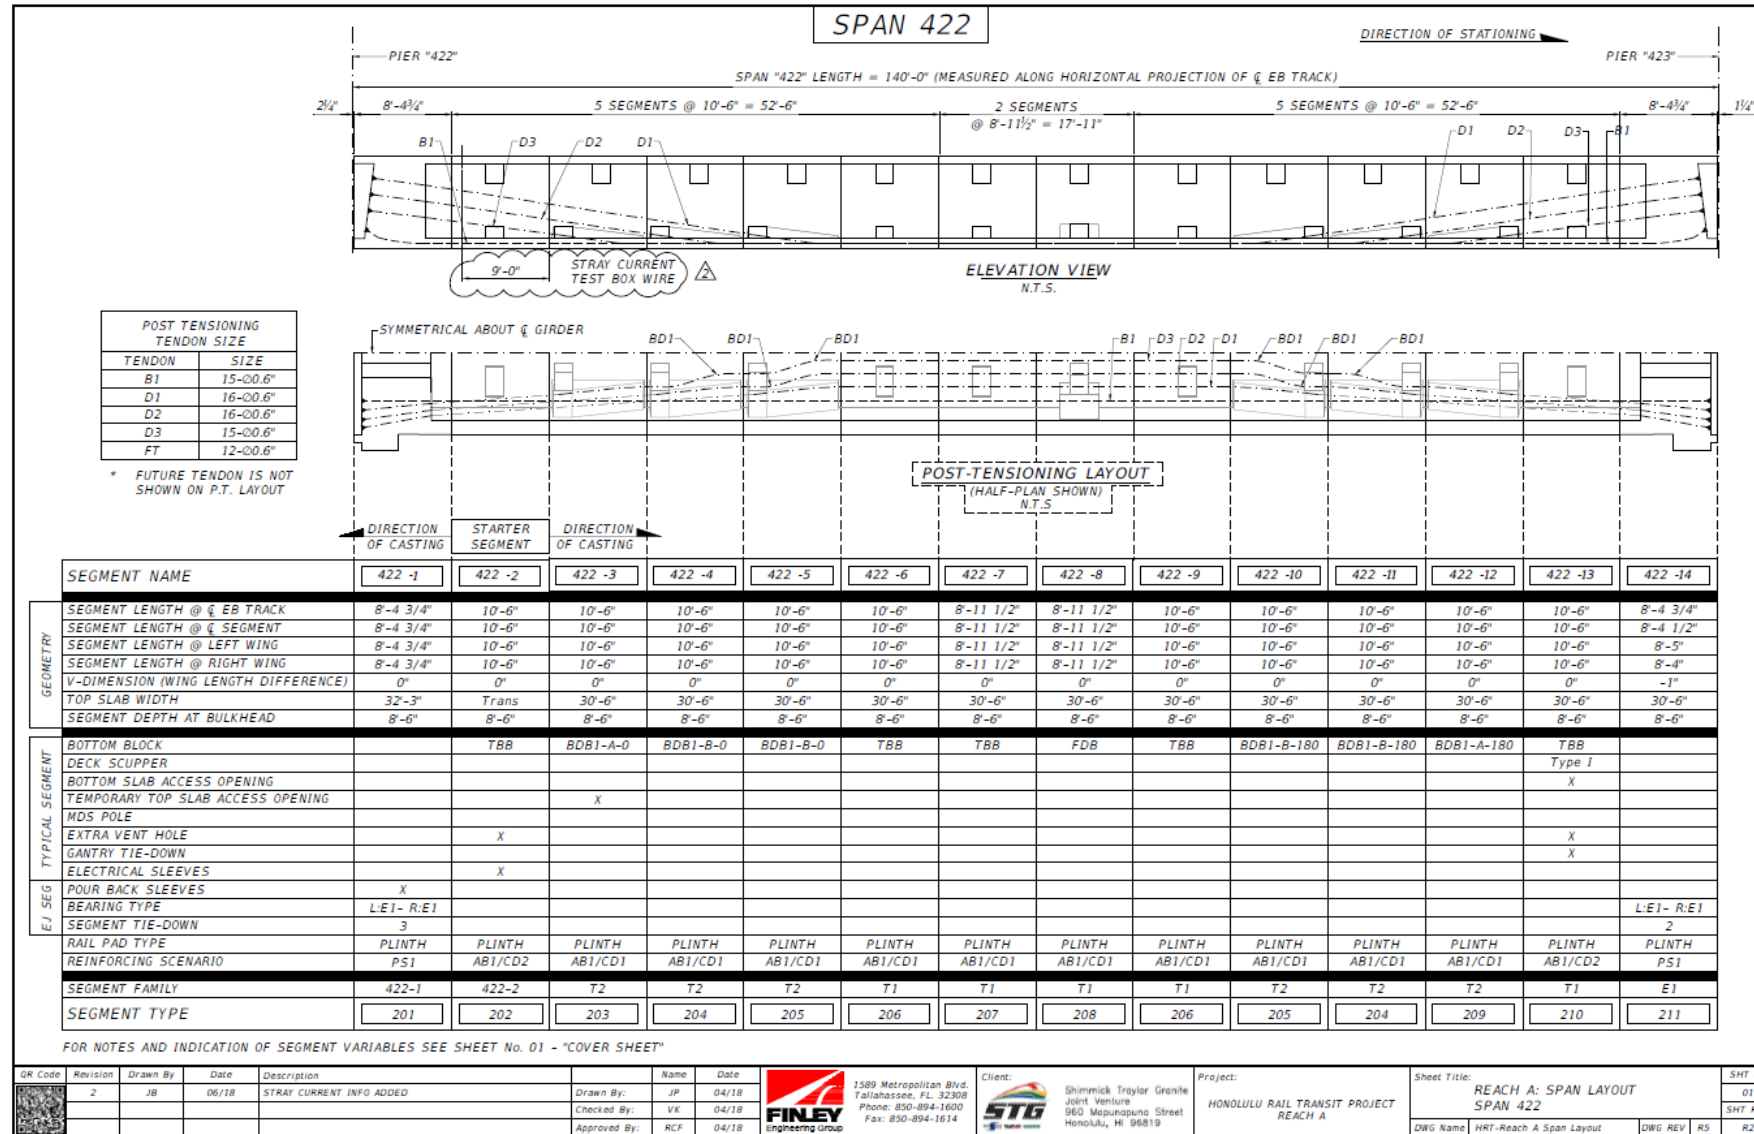 SPAN 422
DIRECTION OF STATIONING
PIER "422"
PIER "423"
SPAN "422" LENGTH = 140'-0" (MEASURED ALONG HORIZONTAL PROJECTION OF ℄ EB TRACK)
2¼" 8'-4¾" 5 SEGMENTS @ 10'-6" = 52'-6" 2 SEGMENTS 5 SEGMENTS @ 10'-6" = 52'-6" 8'-4¾" 1¼"
@ 8'-11½" = 17'-11"
B1 D3 D2 D1 D1 D2 D3 B1
9'-0" STRAY CURRENT
TEST BOX WIRE 2
ELEVATION VIEW
N.T.S.
POST TENSIONING
TENDON SIZE
TENDON SIZE
B1 15-∅0.6"
D1 16-∅0.6"
D2 16-∅0.6"
D3 15-∅0.6"
FT 12-∅0.6"
* FUTURE TENDON IS NOT
SHOWN ON P.T. LAYOUT
SYMMETRICAL ABOUT ℄ GIRDER
BD1 BD1 BD1 B1 D3 D2 D1 BD1 BD1 BD1
POST-TENSIONING LAYOUT
(HALF-PLAN SHOWN)
N.T.S
DIRECTION OF CASTING
STARTER SEGMENT
DIRECTION OF CASTING
SEGMENT NAME 422 -1 422 -2 422 -3 422 -4 422 -5 422 -6 422 -7 422 -8 422 -9 422 -10 422 -11 422 -12 422 -13 422 -14
GEOMETRY
SEGMENT LENGTH @ ℄ EB TRACK 8'-4 3/4" 10'-6" 10'-6" 10'-6" 10'-6" 10'-6" 8'-11 1/2" 8'-11 1/2" 10'-6" 10'-6" 10'-6" 10'-6" 10'-6" 8'-4 3/4"
SEGMENT LENGTH @ ℄ SEGMENT 8'-4 3/4" 10'-6" 10'-6" 10'-6" 10'-6" 10'-6" 8'-11 1/2" 8'-11 1/2" 10'-6" 10'-6" 10'-6" 10'-6" 10'-6" 8'-4 1/2"
SEGMENT LENGTH @ LEFT WING 8'-4 3/4" 10'-6" 10'-6" 10'-6" 10'-6" 10'-6" 8'-11 1/2" 8'-11 1/2" 10'-6" 10'-6" 10'-6" 10'-6" 10'-6" 8'-5"
SEGMENT LENGTH @ RIGHT WING 8'-4 3/4" 10'-6" 10'-6" 10'-6" 10'-6" 10'-6" 8'-11 1/2" 8'-11 1/2" 10'-6" 10'-6" 10'-6" 10'-6" 10'-6" 8'-4"
V-DIMENSION (WING LENGTH DIFFERENCE) 0" 0" 0" 0" 0" 0" 0" 0" 0" 0" 0" 0" 0" -1"
TOP SLAB WIDTH 32'-3" Trans 30'-6" 30'-6" 30'-6" 30'-6" 30'-6" 30'-6" 30'-6" 30'-6" 30'-6" 30'-6" 30'-6" 30'-6"
SEGMENT DEPTH AT BULKHEAD 8'-6" 8'-6" 8'-6" 8'-6" 8'-6" 8'-6" 8'-6" 8'-6" 8'-6" 8'-6" 8'-6" 8'-6" 8'-6" 8'-6"
TYPICAL SEGMENT
BOTTOM BLOCK TBB BDB1-A-0 BDB1-B-0 BDB1-B-0 TBB TBB FDB TBB BDB1-B-180 BDB1-B-180 BDB1-A-180 TBB
DECK SCUPPER Type I
BOTTOM SLAB ACCESS OPENING X
TEMPORARY TOP SLAB ACCESS OPENING X
MDS POLE
EXTRA VENT HOLE X X
GANTRY TIE-DOWN X
ELECTRICAL SLEEVES X
EJ SEG
POUR BACK SLEEVES X
BEARING TYPE L:E1- R:E1 L:E1- R:E1
SEGMENT TIE-DOWN 3 2
RAIL PAD TYPE PLINTH PLINTH PLINTH PLINTH PLINTH PLINTH PLINTH PLINTH PLINTH PLINTH PLINTH PLINTH PLINTH PLINTH
REINFORCING SCENARIO PS1 AB1/CD2 AB1/CD1 AB1/CD1 AB1/CD1 AB1/CD1 AB1/CD1 AB1/CD1 AB1/CD1 AB1/CD1 AB1/CD1 AB1/CD1 AB1/CD2 PS1
SEGMENT FAMILY 422-1 422-2 T2 T2 T2 T1 T1 T1 T1 T2 T2 T2 T1 E1
SEGMENT TYPE 201 202 203 204 205 206 207 208 206 205 204 209 210 211
FOR NOTES AND INDICATION OF SEGMENT VARIABLES SEE SHEET No. 01 - "COVER SHEET"
QR Code Revision Drawn By Date Description Name Date
2 JB 06/18 STRAY CURRENT INFO ADDED Drawn By: JP 04/18
Checked By: VK 04/18
Approved By: RCF 04/18
FINLEY
Engineering Group
1589 Metropolitan Blvd.
Tallahassee, FL. 32308
Phone: 850-894-1600
Fax: 850-894-1614
Client:
STG
Shimmick Traylor Granite
Joint Venture
960 Mapunapuna Street
Honolulu, HI 96819
Project:
HONOLULU RAIL TRANSIT PROJECT
REACH A
Sheet Title:
REACH A: SPAN LAYOUT
SPAN 422
DWG Name HRT-Reach A Span Layout DWG REV R5
SHT
01
SHT